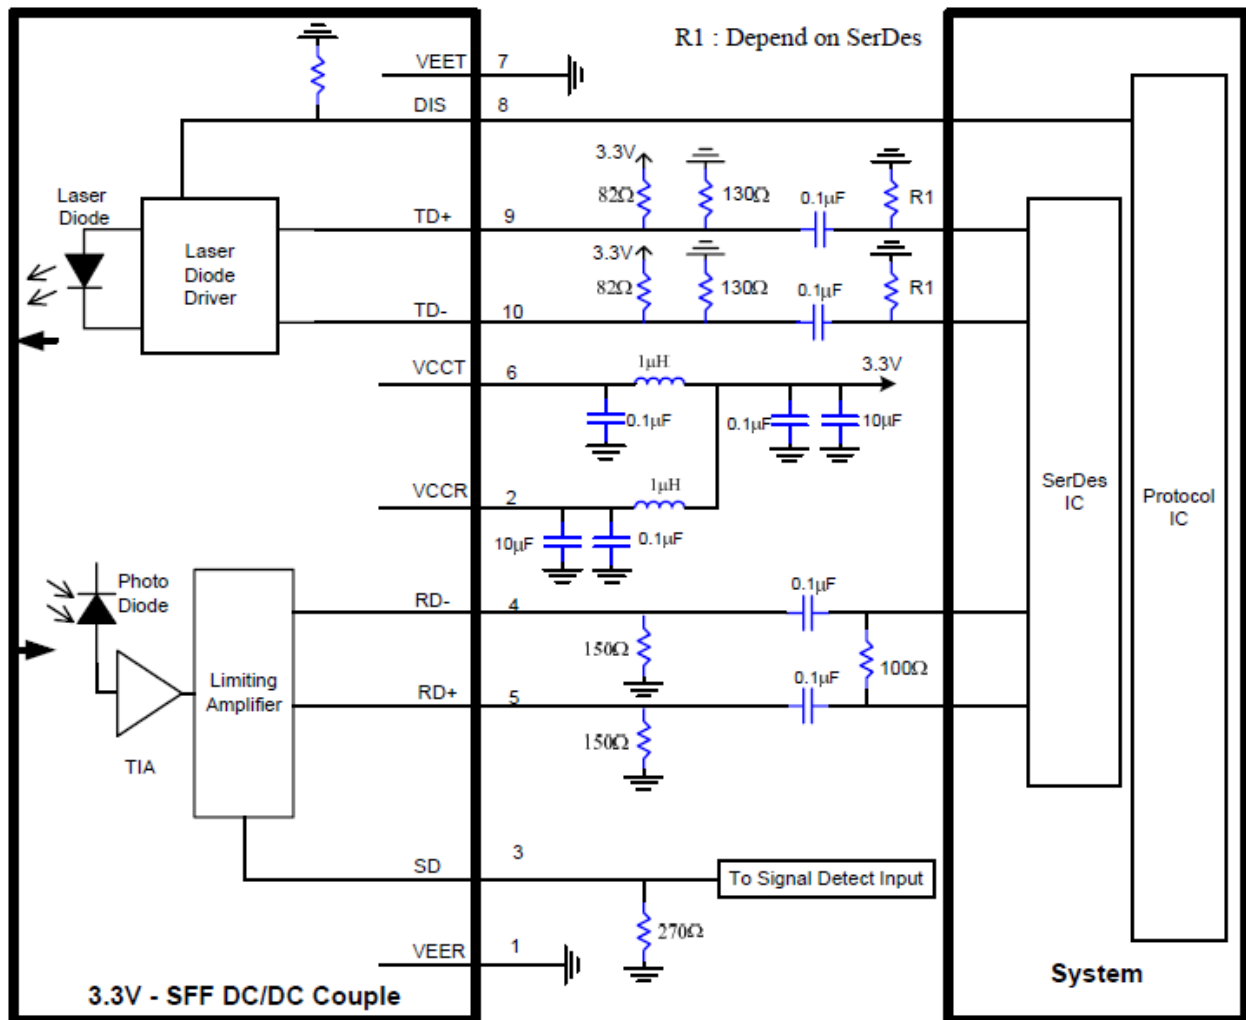 R1 : Depend on SerDes
VEET 7
DIS 8
3.3V
82Ω
130Ω
0.1µF
R1
Laser
Diode
TD+ 9
Laser
Diode
Driver
3.3V
82Ω
130Ω
0.1µF
R1
TD- 10
VCCT 6
1µH
3.3V
0.1µF
0.1µF
10µF
VCCR 2
1µH
10µF
0.1µF
SerDes
IC
Protocol
IC
Photo
Diode
RD- 4
0.1µF
150Ω
100Ω
Limiting
Amplifier
RD+ 5
0.1µF
150Ω
TIA
SD 3
To Signal Detect Input
270Ω
VEER 1
3.3V - SFF DC/DC Couple
System